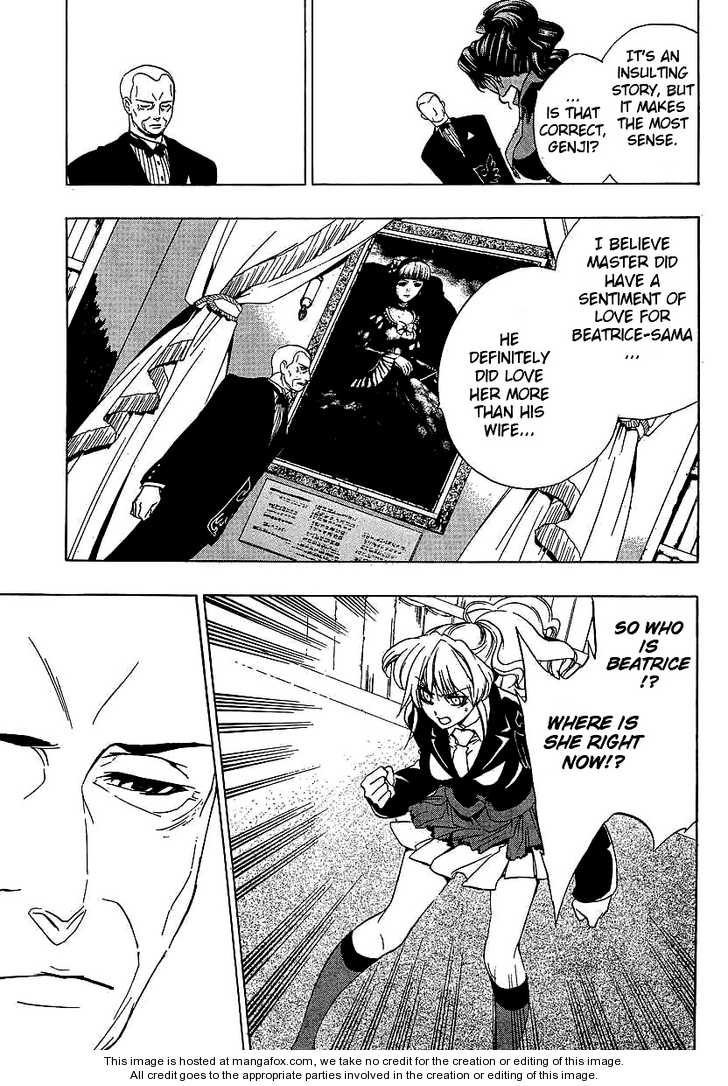 IT'S AN
INSULTING
STORY, BUT
IT MAKES
THE MOST
SENSE.
...
IS THAT
CORRECT,
GENJI?
I BELIEVE
MASTER DID
HAVE A
SENTIMENT OF
LOVE FOR
BEATRICE-SAMA
...
HE
DEFINITELY
DID LOVE
HER MORE
THAN HIS
WIFE...
SO WHO
IS
BEATRICE
!?
WHERE IS
SHE RIGHT
NOW!?
This image is hosted at mangafox.com, we take no credit for the creation or editing of this image.
All credit goes to the appropriate parties involved in the creation or editing of this image.